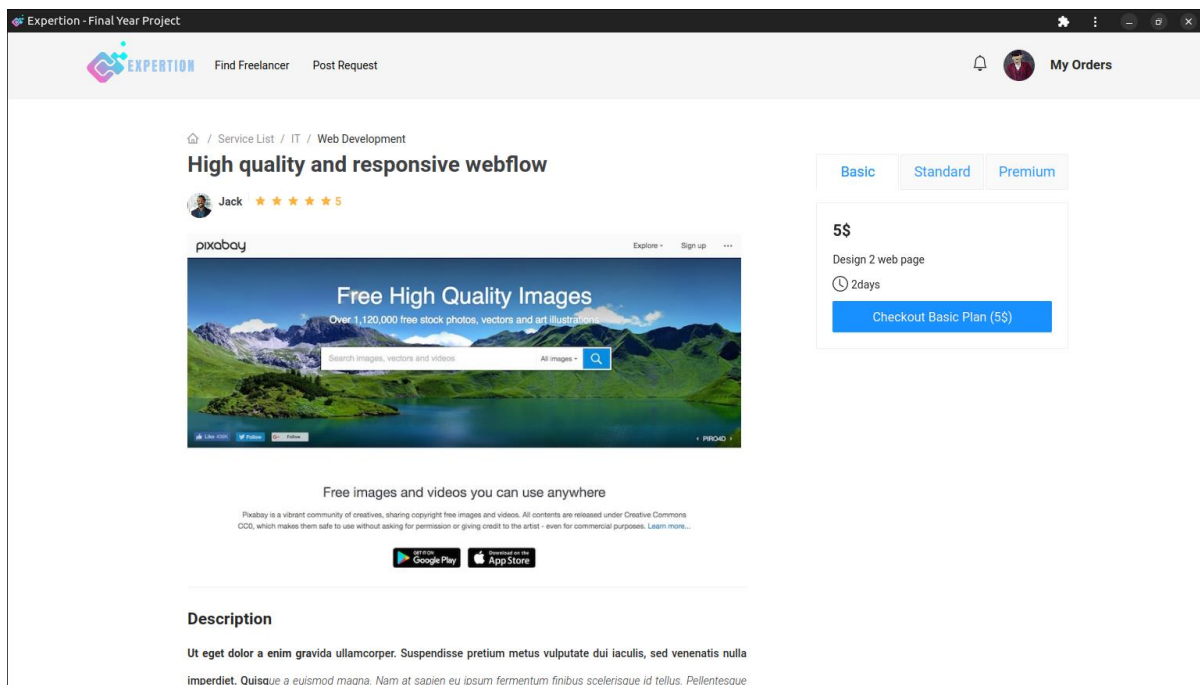 Expertion - Final Year Project
EXPERTION Find Freelancer Post Request My Orders
/ Service List / IT / Web Development
High quality and responsive webflow
Jack 5
Basic Standard Premium
5$
Design 2 web page
2days
Checkout Basic Plan (5$)
pixabay Explore Sign up ...
Free High Quality Images
Over 1,120,000 free stock photos, vectors and art illustrations
Search images, vectors and videos All images
Like Follow G+ Follow
‹ PIRO4D ›
Free images and videos you can use anywhere
Pixabay is a vibrant community of creatives, sharing copyright free images and videos. All contents are released under Creative Commons
CC0, which makes them safe to use without asking for permission or giving credit to the artist - even for commercial purposes. Learn more...
GET IT ON Google Play Download on the App Store
Description
Ut eget dolor a enim gravida ullamcorper. Suspendisse pretium metus vulputate dui iaculis, sed venenatis nulla
imperdiet. Quisque a euismod magna. Nam at sapien eu ipsum fermentum finibus scelerisque id tellus. Pellentesque